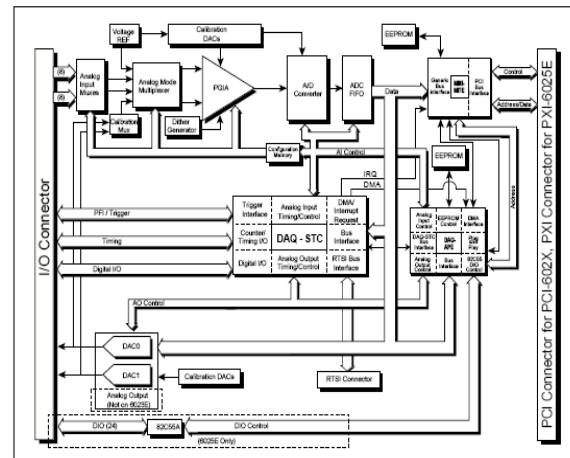 Voltage
REF
Calibration
DACs
EEPROM
(8)
(8)
Analog
Input
Muxes
Analog Mode
Multiplexer
PGIA
A/D
Converter
ADC
FIFO
Data
Generic
Bus
Interface
MINI-
MITE
PCI
Bus
Interface
Control
Address/Data
Calibration
Mux
Dither
Generator
Configuration
Memory
AI Control
EEPROM
IRQ
DMA
Address
I/O Connector
PFI / Trigger
Timing
Digital I/O
Trigger
Interface
Analog Input
Timing/Control
DMA/
Interrupt
Request
Counter/
Timing I/O
DAQ - STC
Bus
Interface
Digital I/O
Analog Output
Timing/Control
RTSI Bus
Interface
Analog
Input
Control
EEPROM
Control
DMA
Interface
DAQ-STC
Bus
Interface
DAQ-
APE
Plug
and
Play
Analog
Output
Control
Bus
Interface
82C55
DIO
Control
AO Control
DAC0
DAC1
Calibration DACs
Analog Output
(Not on 6023E)
RTSI Connector
DIO (24)
82C55A
DIO Control
(6025E Only)
PCI Connector for PCI-602X, PXI Connector for PXI-6025E